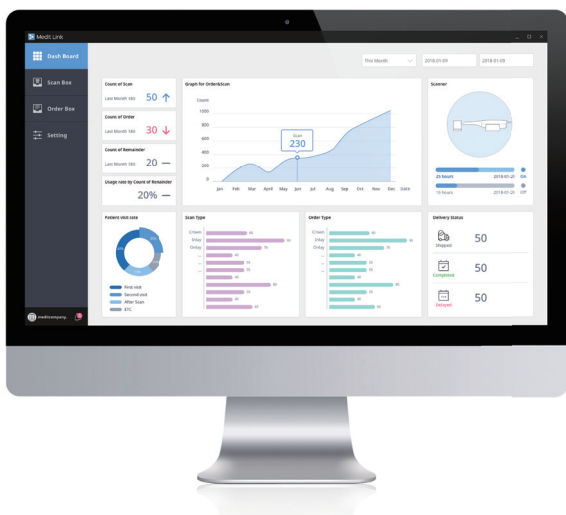 Medit Link
Dash Board
Scan Box
Order Box
Setting
meditcompany.
This Month
2018-01-09
2018-01-09
Count of Scan
Last Month 180 50
Count of Order
Last Month 180 30
Count of Remainder
Last Month 180 20
Usage rate by Count of Remainder
20%
Graph for Order&Scan
Count
1000
800
600
400
200
0
Scan
230
Jan Feb Mar April May Jun Jul Aug Sep Oct Nov Dec Date
Scanner
25 hours 2018-01-20 On
16 hours 2018-01-20 Off
Patient visit rate
First visit
Second visit
After Scan
ETC
Scan Type
Crown
Inlay
Onlay
...
...
...
Order Type
Crown
Inlay
Onlay
...
...
...
Delivery Status
Shipped 50
Completed 50
Delayed 50